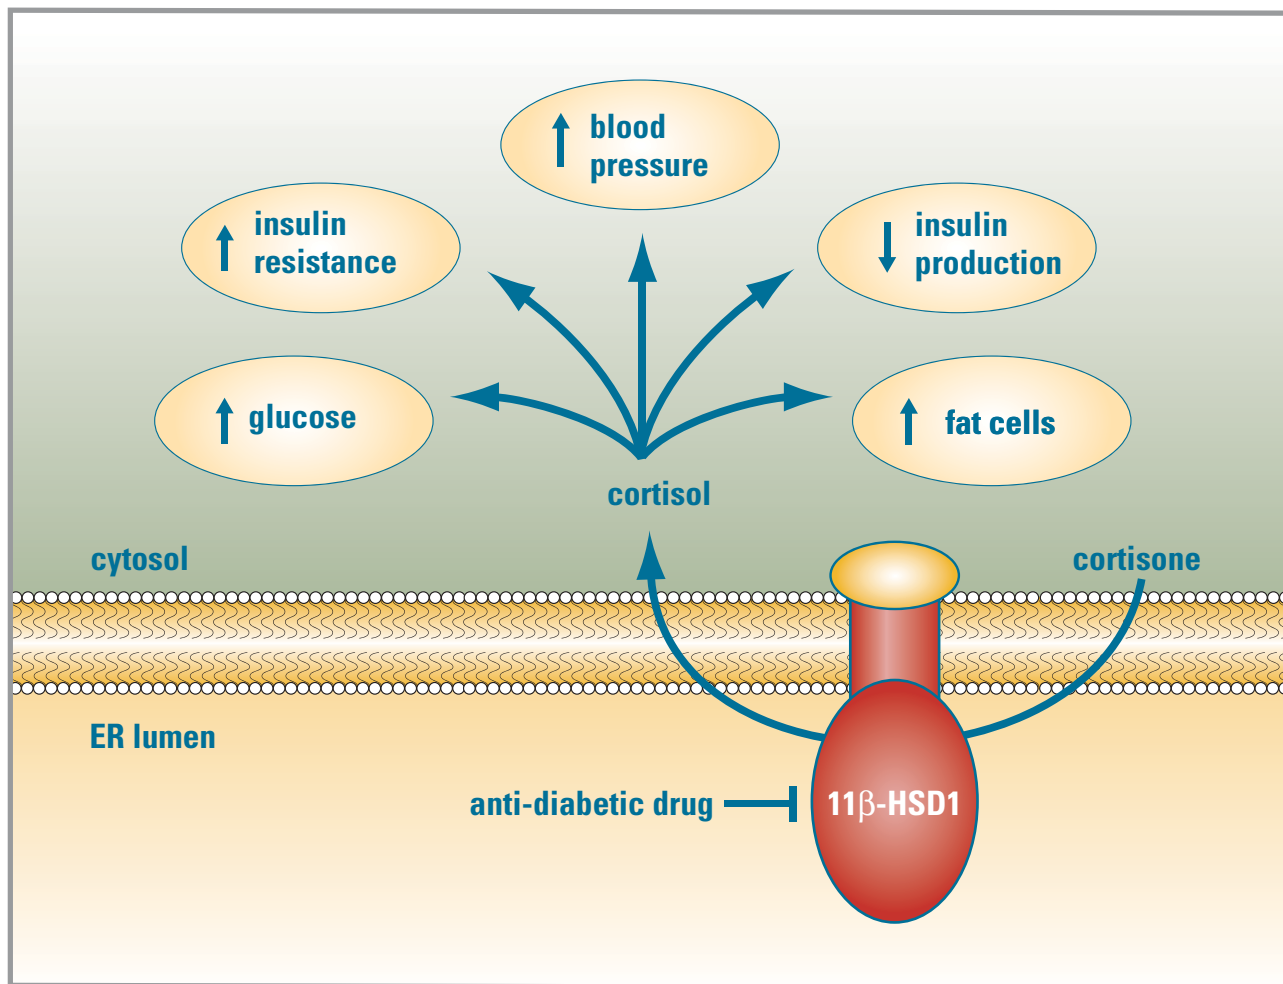 blood
pressure
insulin
resistance
insulin
production
glucose
fat cells
cortisol
cytosol
cortisone
ER lumen
anti-diabetic drug
11β-HSD1